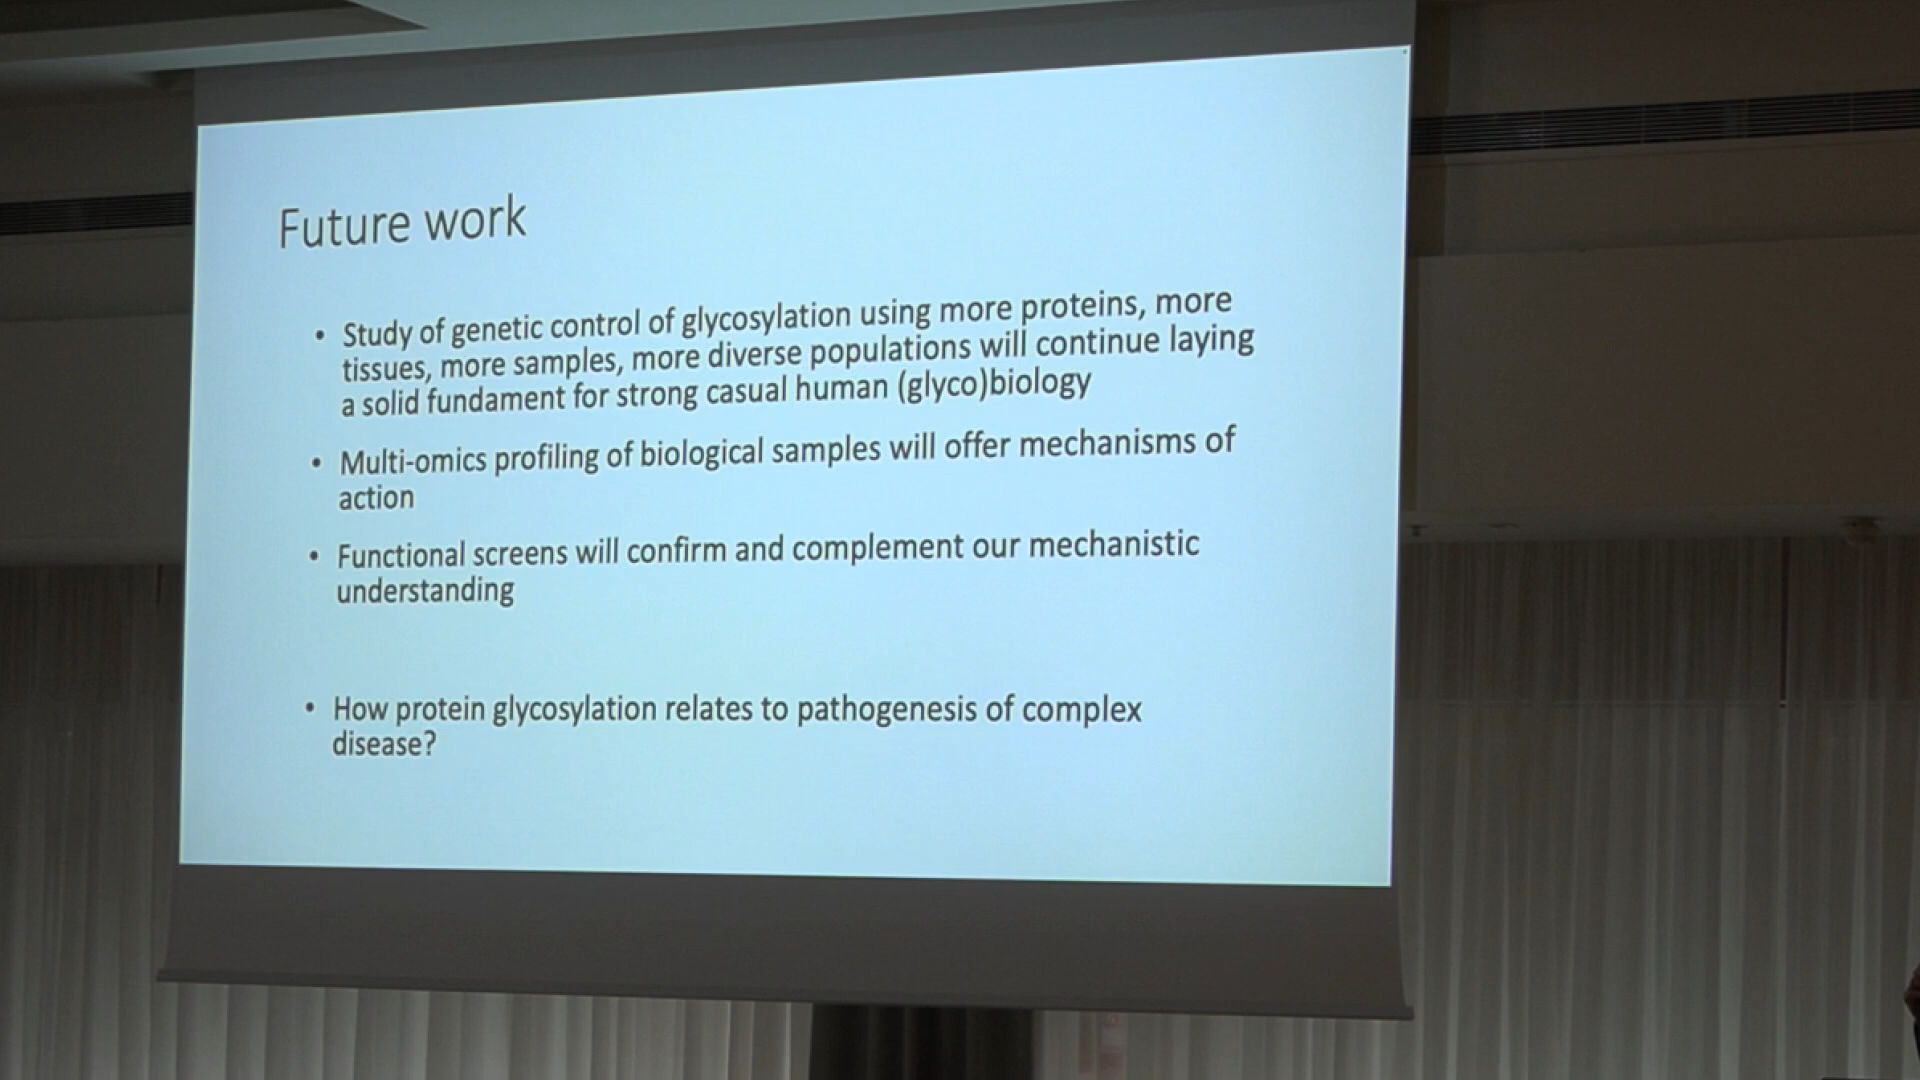 Future work
• Study of genetic control of glycosylation using more proteins, more
tissues, more samples, more diverse populations will continue laying
a solid fundament for strong casual human (glyco)biology
• Multi-omics profiling of biological samples will offer mechanisms of
action
• Functional screens will confirm and complement our mechanistic
understanding
• How protein glycosylation relates to pathogenesis of complex
disease?